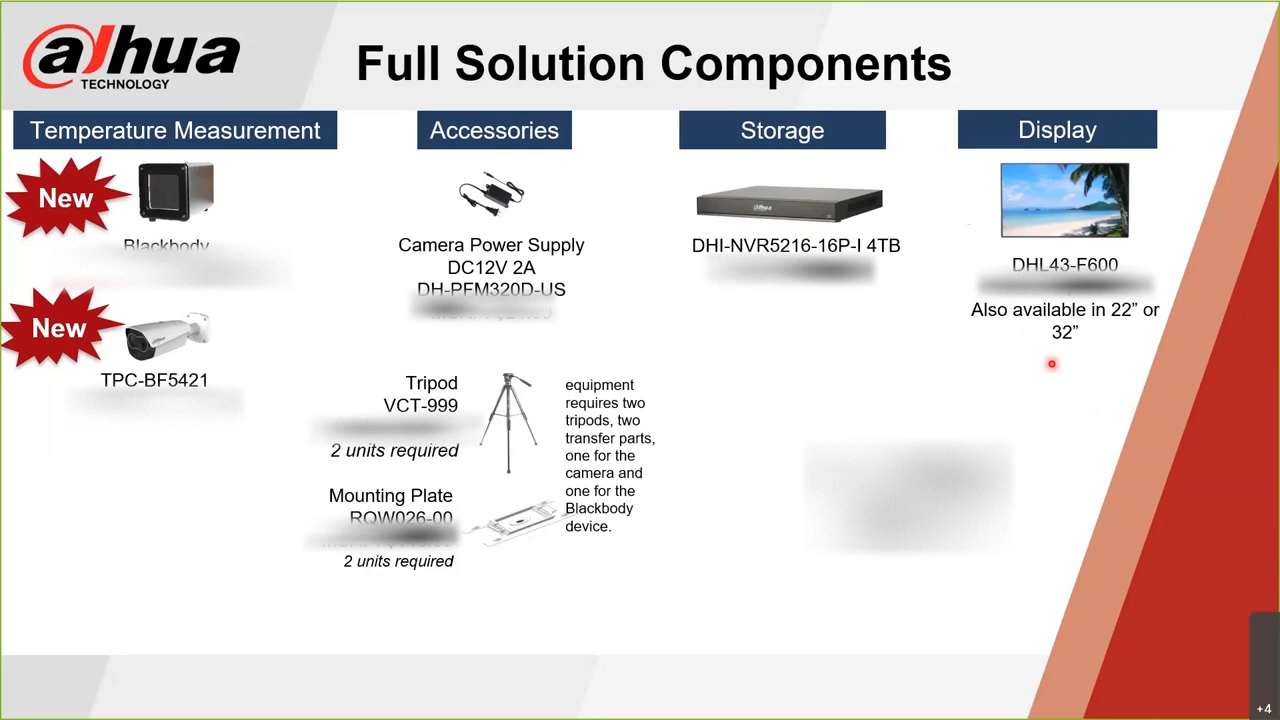 alhua
TECHNOLOGY
Full Solution Components
Temperature Measurement
Accessories
Storage
Display
New
Blackbody
New
TPC-BF5421
Camera Power Supply
DC12V 2A
DH-PFM320D-US
Tripod
VCT-999
2 units required
Mounting Plate
RQW026-00
2 units required
equipment
requires two
tripods, two
transfer parts,
one for the
camera and
one for the
Blackbody
device.
alhua
DHI-NVR5216-16P-I 4TB
DHL43-F600
Also available in 22” or
32”
+4